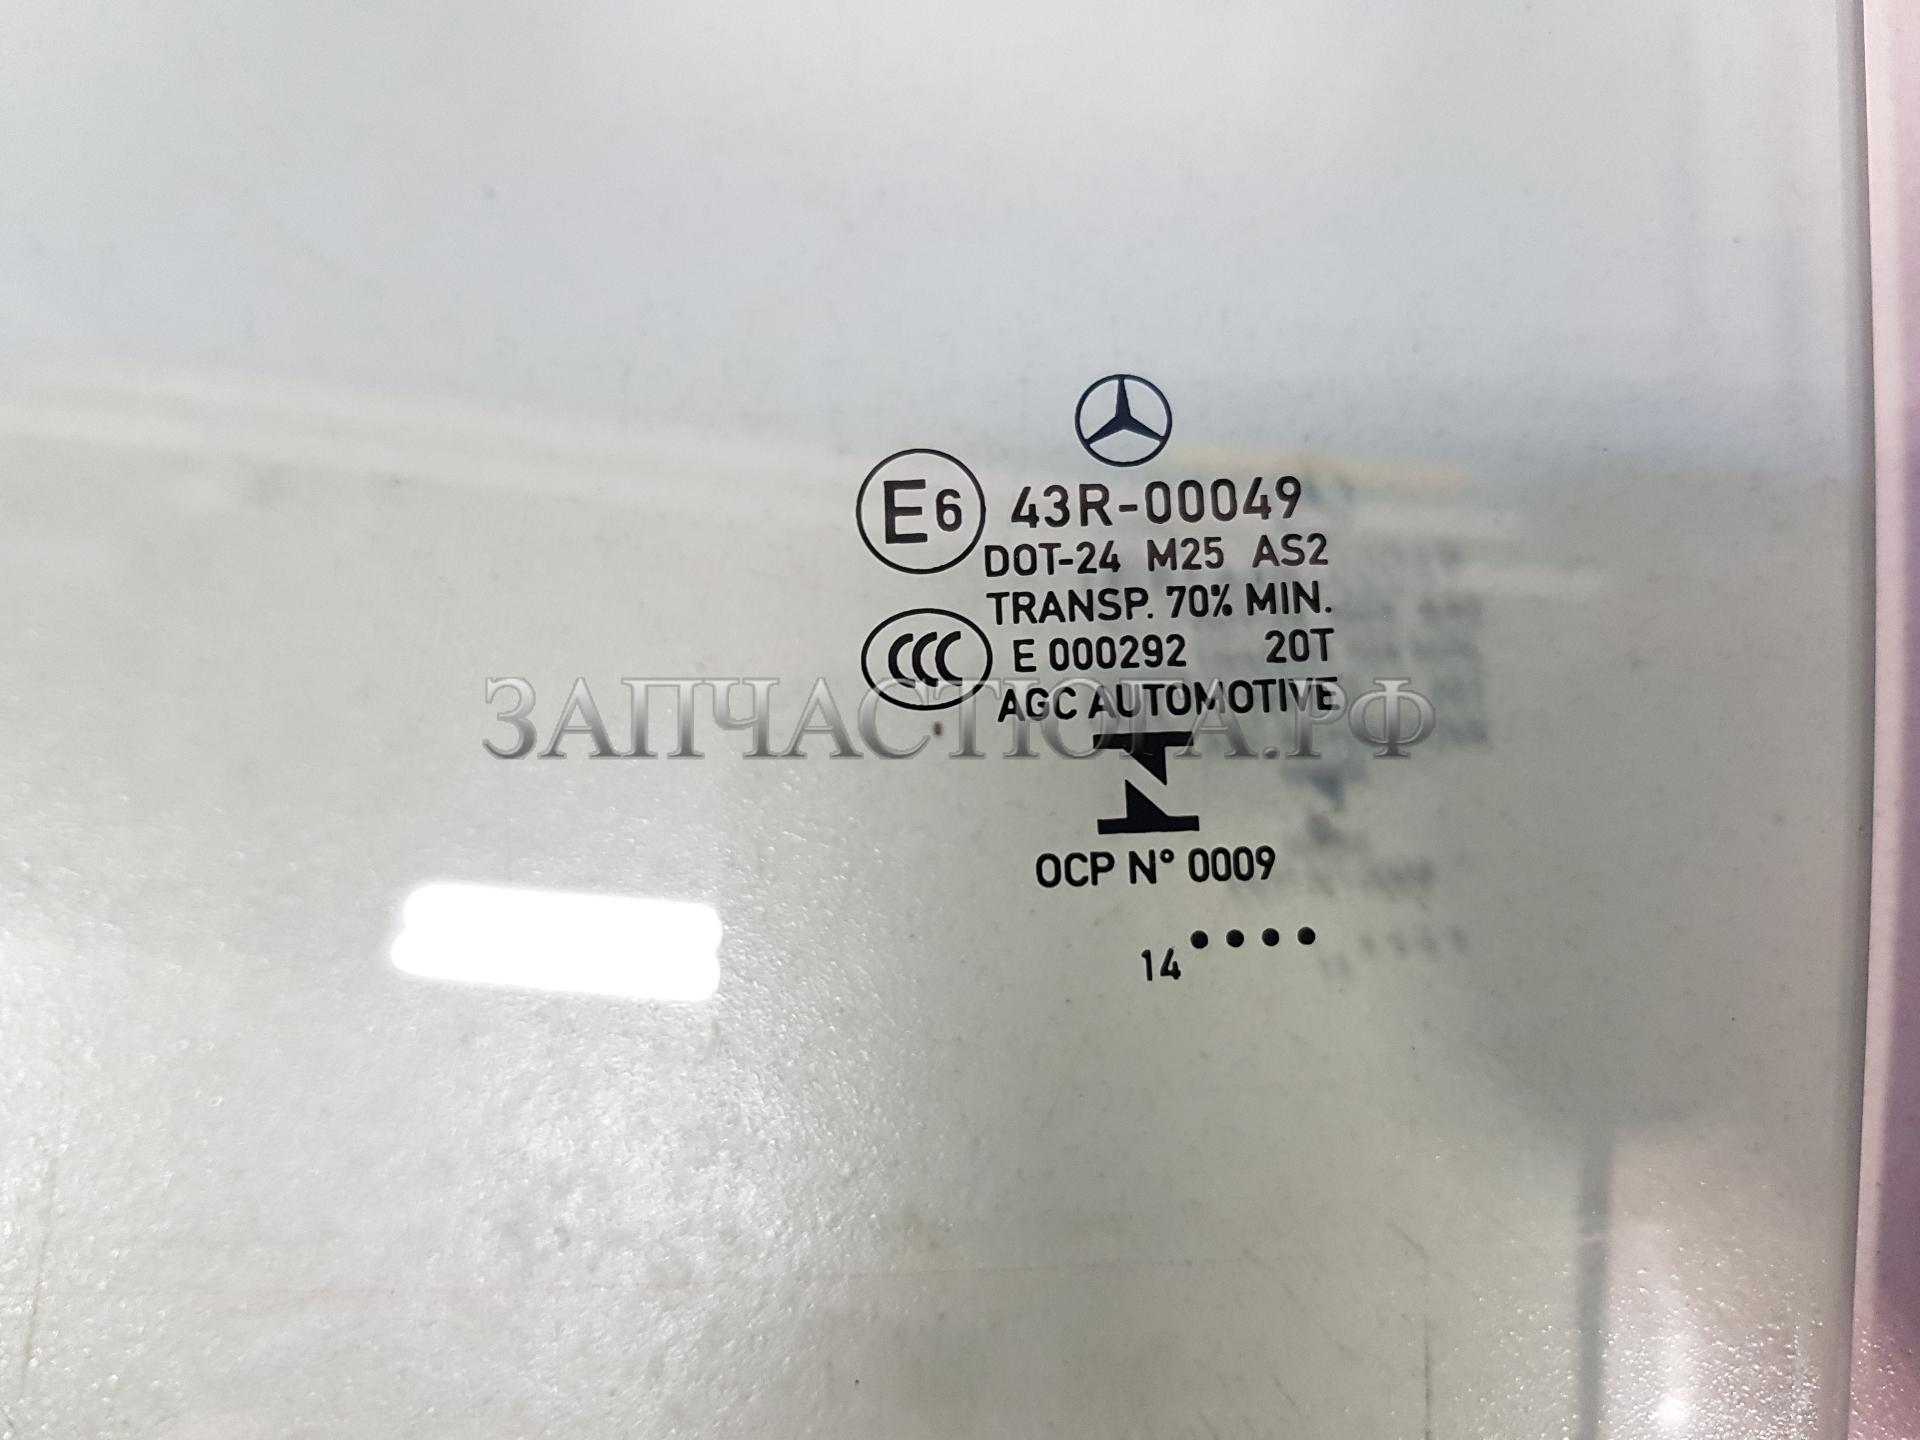 E6 43R-00049
DOT-24 M25 AS2
TRANSP. 70% MIN.
CCC E 000292 20T
AGC AUTOMOTIVE
ЗАПЧАСТЮГА.РФ
OCP N° 0009
14 ••••